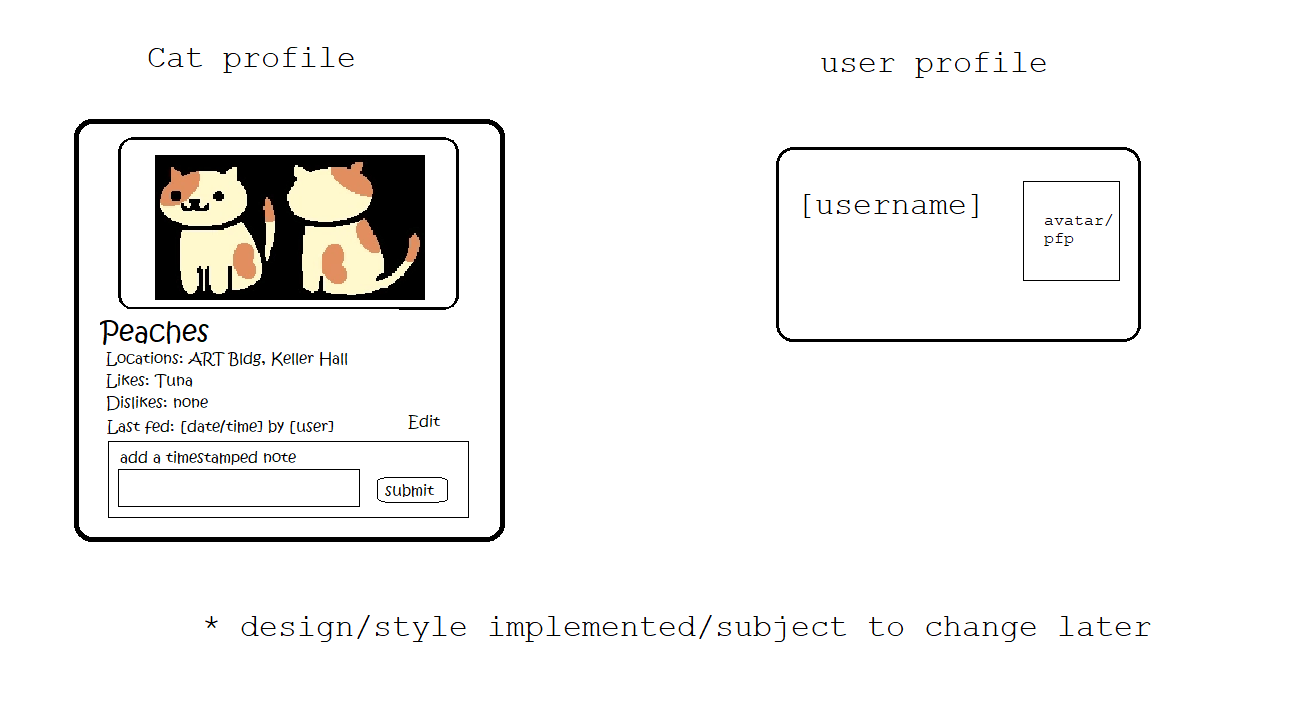 Cat profile
user profile
Peaches
Locations: ART Bldg, Keller Hall
Likes: Tuna
Dislikes: none
Last fed: [date/time] by [user]
Edit
add a timestamped note
submit
[username]
avatar/
pfp
* design/style implemented/subject to change later